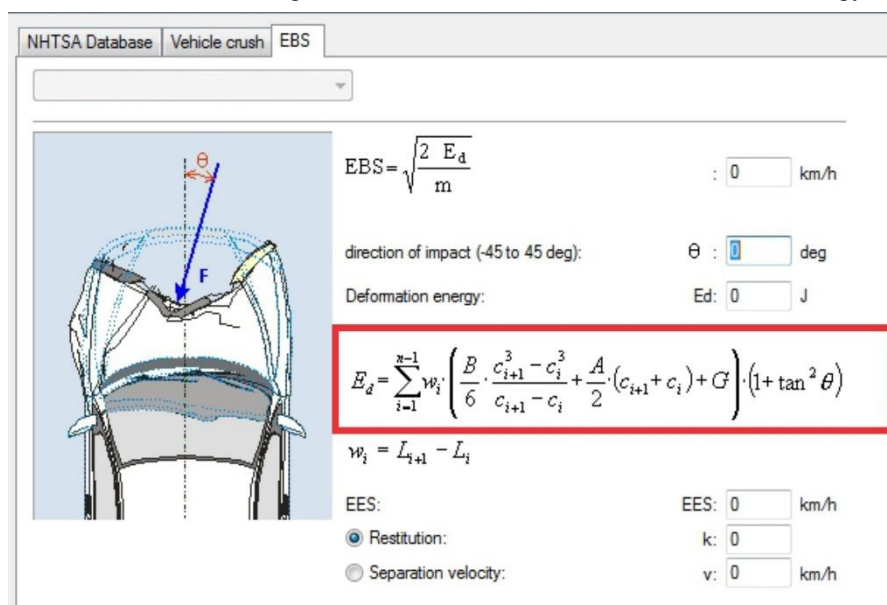 NHTSA Database Vehicle crush EBS
EBS = √(2 E_d / m) : 0 km/h
direction of impact (-45 to 45 deg): θ : 0 deg
Deformation energy: Ed: 0 J
E_d = ∑_{i=1}^{n-1} w_i · (B/6 · (c_{i+1}^3 − c_i^3)/(c_{i+1} − c_i) + A/2 · (c_{i+1} + c_i) + G) · (1 + tan^2 θ)
w_i = L_{i+1} − L_i
EES: EES: 0 km/h
Restitution: k: 0
Separation velocity: v: 0 km/h
θ
F